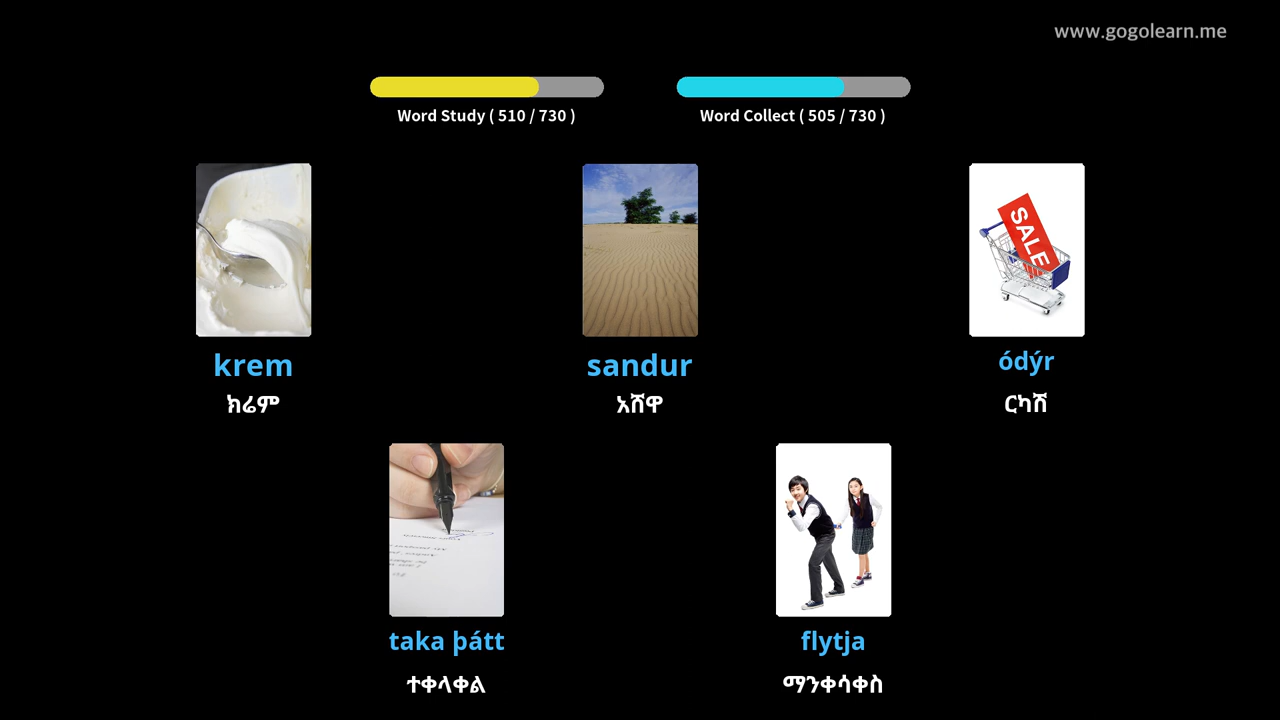 www.gogolearn.me
Word Study ( 510 / 730 )
Word Collect ( 505 / 730 )
SALE
krem
sandur
ódýr
ክሬም
አሸዋ
ርካሽ
taka þátt
flytja
ተቀላቀል
ማንቀሳቀስ